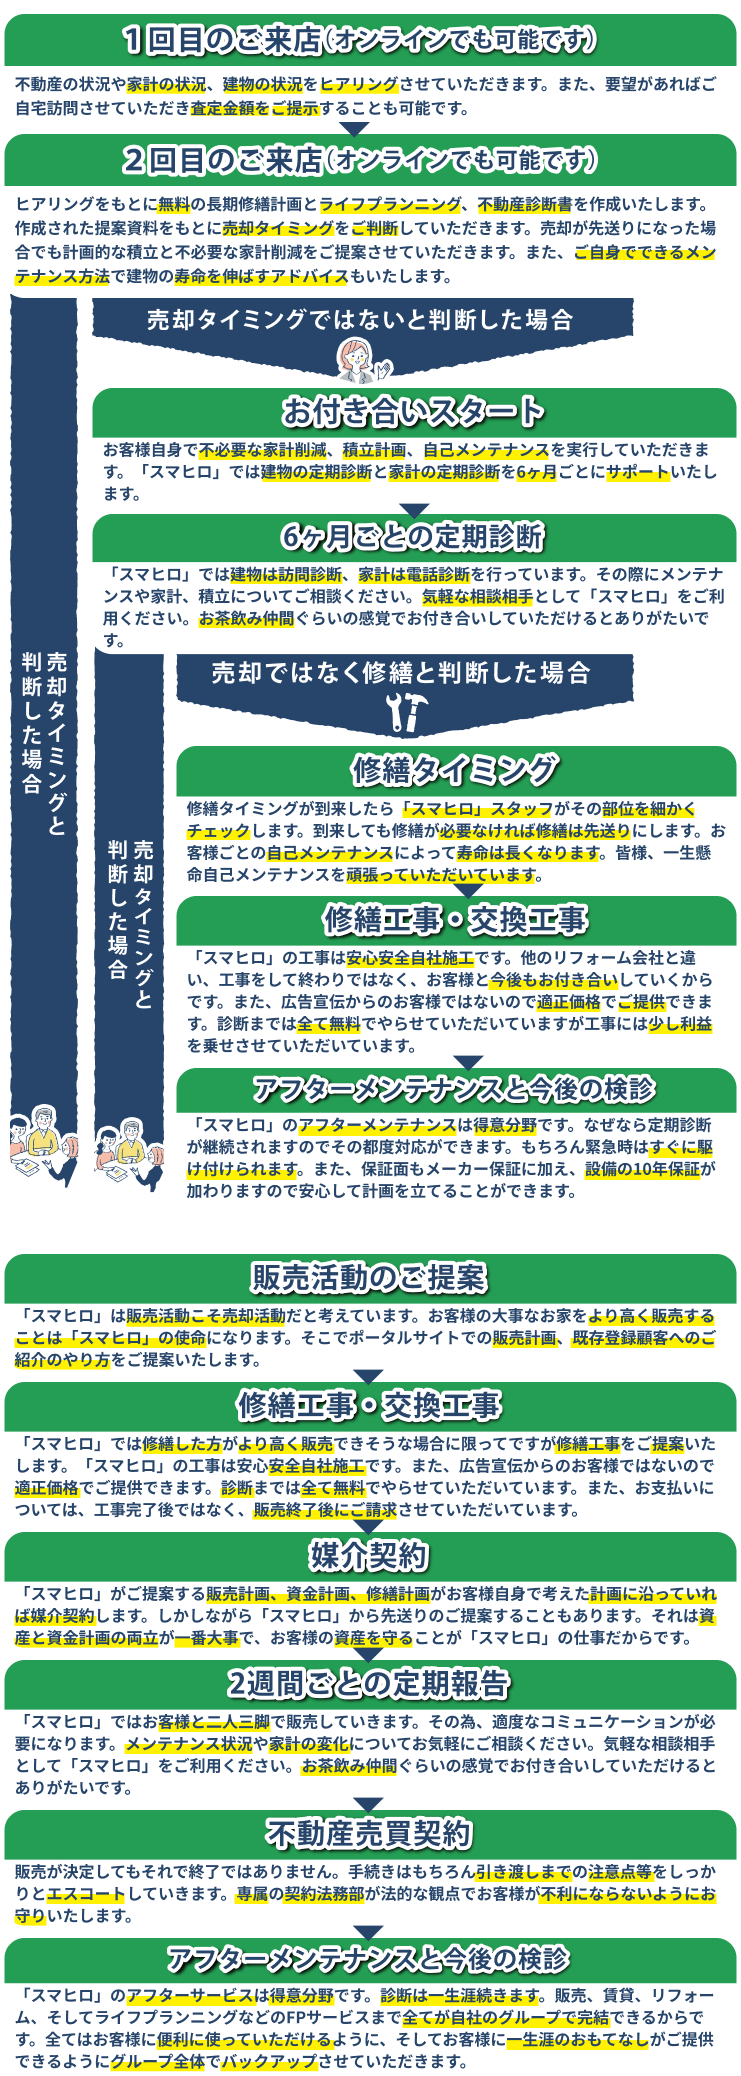 1回目のご来店(オンラインでも可能です)
不動産の状況や家計の状況、建物の状況をヒアリングさせていただきます。また、要望があればご
自宅訪問させていただき査定金額をご提示することも可能です。
2回目のご来店(オンラインでも可能です)
ヒアリングをもとに無料の長期修繕計画とライフプランニング、不動産診断書を作成いたします。
作成された提案資料をもとに売却タイミングをご判断していただきます。売却が先送りになった場
合でも計画的な積立と不必要な家計削減をご提案させていただきます。また、ご自身でできるメン
テナンス方法で建物の寿命を伸ばすアドバイスもいたします。
売却タイミングではないと判断した場合
お付き合いスタート
お客様自身で不必要な家計削減、積立計画、自己メンテナンスを実行していただきま
す。「スマヒロ」では建物の定期診断と家計の定期診断を6ヶ月ごとにサポートいたし
ます。
6ヶ月ごとの定期診断
「スマヒロ」では建物は訪問診断、家計は電話診断を行っています。その際にメンテナ
ンスや家計、積立についてご相談ください。気軽な相談相手として「スマヒロ」をご利
用ください。お茶飲み仲間ぐらいの感覚でお付き合いしていただけるとありがたいで
す。
売却タイミングと
判断した場合
売却ではなく修繕と判断した場合
修繕タイミング
修繕タイミングが到来したら「スマヒロ」スタッフがその部位を細かく
チェックします。到来しても修繕が必要なければ修繕は先送りにします。お
客様ごとの自己メンテナンスによって寿命は長くなります。皆様、一生懸
命自己メンテナンスを頑張っていただいています。
売却タイミングと
判断した場合
修繕工事・交換工事
「スマヒロ」の工事は安心安全自社施工です。他のリフォーム会社と違
い、工事をして終わりではなく、お客様と今後もお付き合いしていくから
です。また、広告宣伝からのお客様ではないので適正価格でご提供できま
す。診断までは全て無料でやらせていただいていますが工事には少し利益
を乗せさせていただいています。
アフターメンテナンスと今後の検診
「スマヒロ」のアフターメンテナンスは得意分野です。なぜなら定期診断
が継続されますのでその都度対応ができます。もちろん緊急時はすぐに駆
け付けられます。また、保証面もメーカー保証に加え、設備の10年保証が
加わりますので安心して計画を立てることができます。
販売活動のご提案
「スマヒロ」は販売活動こそ売却活動だと考えています。お客様の大事なお家をより高く販売する
ことは「スマヒロ」の使命になります。そこでポータルサイトでの販売計画、既存登録顧客へのご
紹介のやり方をご提案いたします。
修繕工事・交換工事
「スマヒロ」では修繕した方がより高く販売できそうな場合に限ってですが修繕工事をご提案いた
します。「スマヒロ」の工事は安心安全自社施工です。また、広告宣伝からのお客様ではないので
適正価格でご提供できます。診断までは全て無料でやらせていただいています。また、お支払いに
ついては、工事完了後ではなく、販売終了後にご請求させていただいています。
媒介契約
「スマヒロ」がご提案する販売計画、資金計画、修繕計画がお客様自身で考えた計画に沿っていれ
ば媒介契約します。しかしながら「スマヒロ」から先送りのご提案することもあります。それは資
産と資金計画の両立が一番大事で、お客様の資産を守ることが「スマヒロ」の仕事だからです。
2週間ごとの定期報告
「スマヒロ」ではお客様と二人三脚で販売していきます。その為、適度なコミュニケーションが必
要になります。メンテナンス状況や家計の変化についてお気軽にご相談ください。気軽な相談相手
として「スマヒロ」をご利用ください。お茶飲み仲間ぐらいの感覚でお付き合いしていただけると
ありがたいです。
不動産売買契約
販売が決定してもそれで終了ではありません。手続きはもちろん引き渡しまでの注意点等をしっか
りとエスコートしていきます。専属の契約法務部が法的な観点でお客様が不利にならないようにお
守りいたします。
アフターメンテナンスと今後の検診
「スマヒロ」のアフターサービスは得意分野です。診断は一生涯続きます。販売、賃貸、リフォー
ム、そしてライフプランニングなどのFPサービスまで全てが自社のグループで完結できるからで
す。全てはお客様に便利に使っていただけるように、そしてお客様に一生涯のおもてなしがご提供
できるようにグループ全体でバックアップさせていただきます。